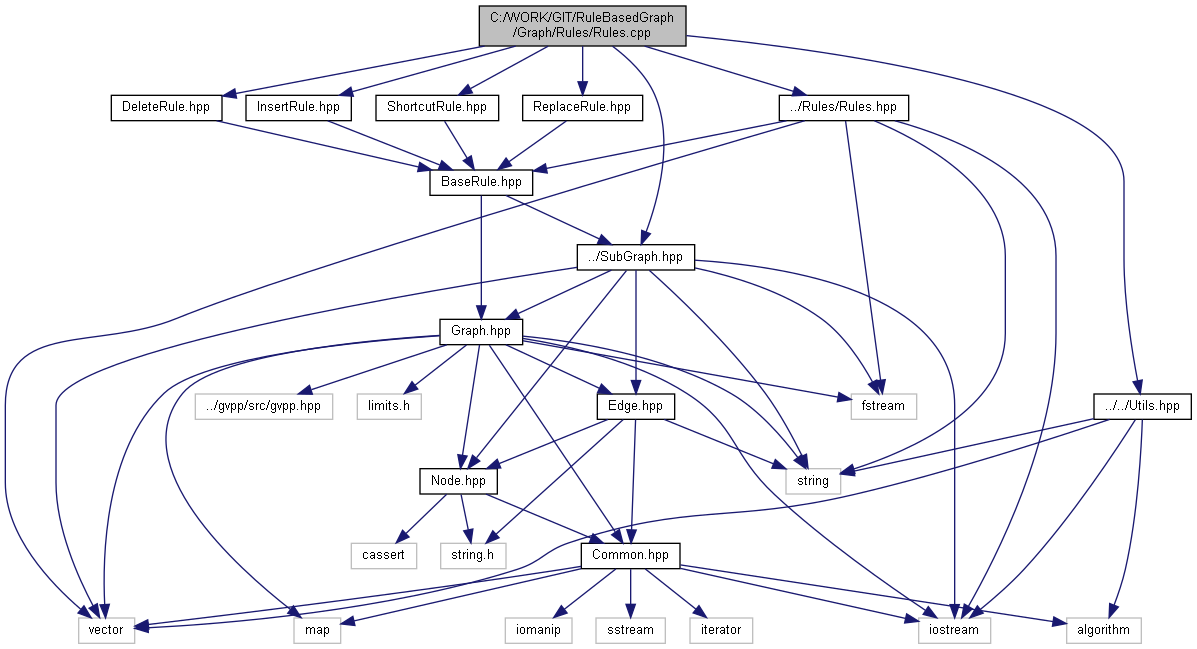 C:/WORK/GIT/RuleBasedGraph
/Graph/Rules/Rules.cpp
DeleteRule.hpp
InsertRule.hpp
ShortcutRule.hpp
ReplaceRule.hpp
../Rules/Rules.hpp
BaseRule.hpp
../SubGraph.hpp
Graph.hpp
../gvpp/src/gvpp.hpp
limits.h
Edge.hpp
fstream
../../Utils.hpp
Node.hpp
string
cassert
string.h
Common.hpp
vector
map
iomanip
sstream
iterator
iostream
algorithm